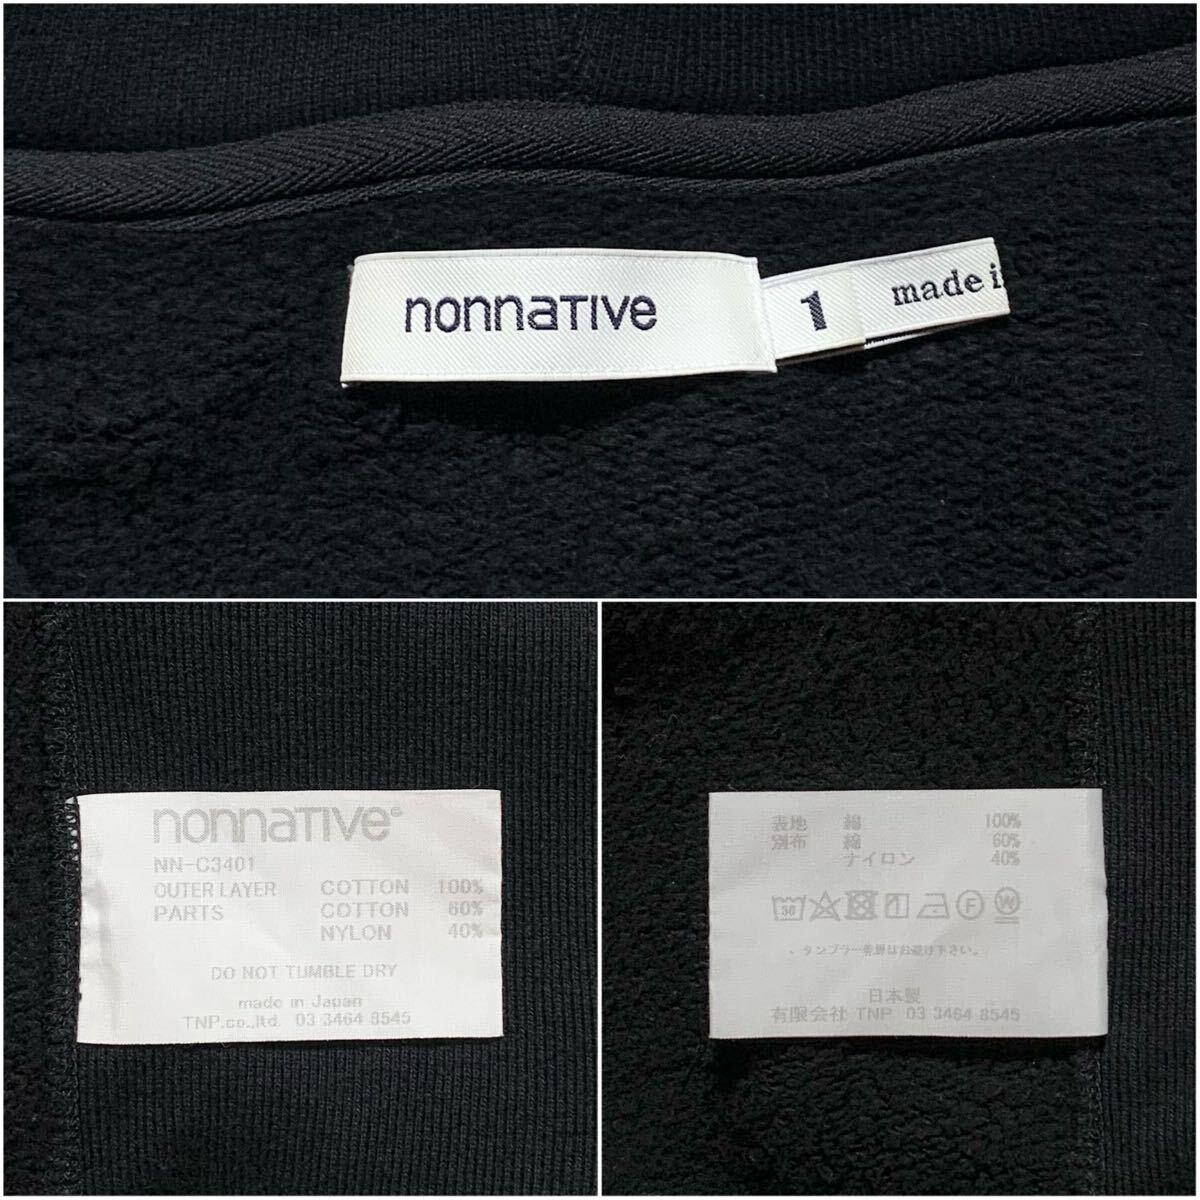 nonnative
1
made i
nonnative®
NN-C3401
OUTER LAYER COTTON 100%
PARTS COTTON 60%
NYLON 40%
DO NOT TUMBLE DRY
made in Japan
TNP.co.,ltd. 03 3464 8545
表地 綿 100%
別布 綿 60%
ナイロン 40%
30 F W
、タンブラー乾燥はお避け下さい。
日本製
有限会社 TNP 03 3464 8545